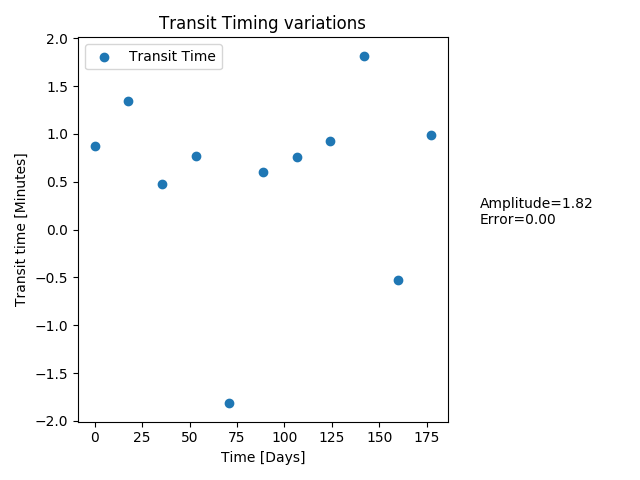 Transit Timing variations
Transit Time
Transit time [Minutes]
2.0
1.5
1.0
0.5
0.0
−0.5
−1.0
−1.5
−2.0
Amplitude=1.82
Error=0.00
0 25 50 75 100 125 150 175
Time [Days]